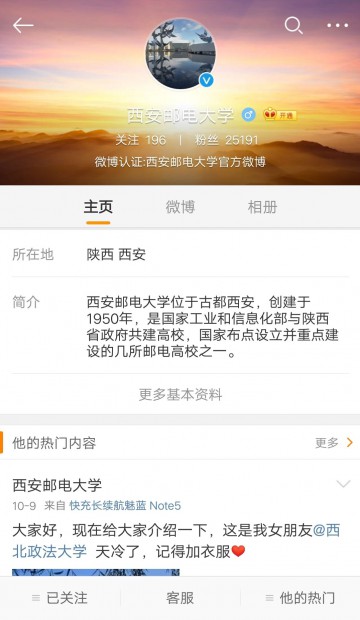 西安邮电大学 开通
关注 196 | 粉丝 25191
微博认证:西安邮电大学官方微博
主页 微博 相册
所在地 陕西 西安
简介 西安邮电大学位于古都西安，创建于
1950年，是国家工业和信息化部与陕西
省政府共建高校，国家布点设立并重点建
设的几所邮电高校之一。
更多基本资料
他的热门内容 更多
西安邮电大学
10-9 来自 快充长续航魅蓝 Note5
大家好，现在给大家介绍一下，这是我女朋友@西
北政法大学 天冷了，记得加衣服❤
已关注 客服 他的热门